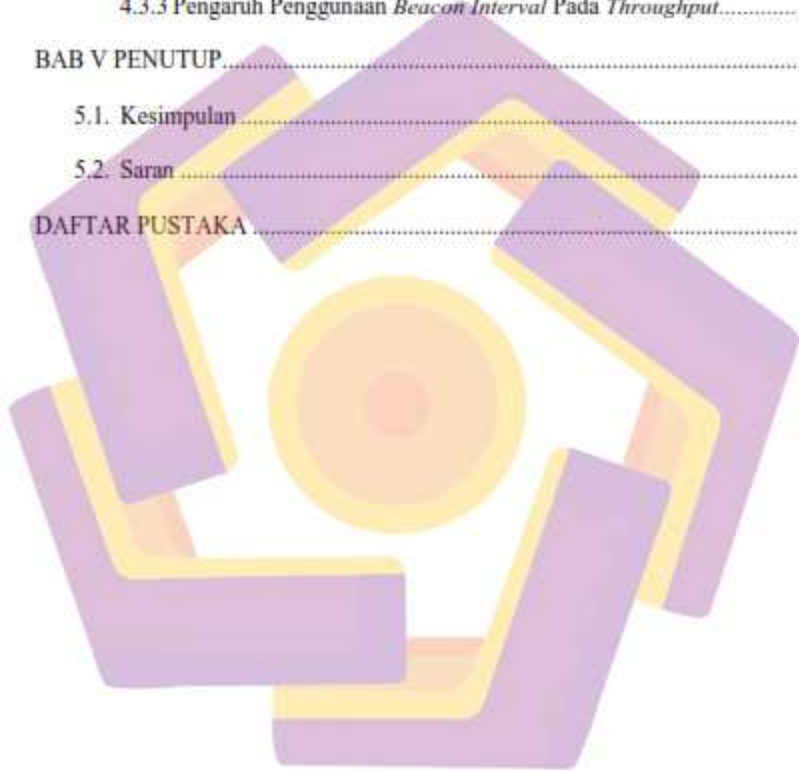 4.3.3 Pengaruh Penggunaan Beacon Interval Pada Throughput..............
BAB V PENUTUP..............................................................................
5.1. Kesimpulan ..............................................................................
5.2. Saran ..............................................................................
DAFTAR PUSTAKA ..............................................................................